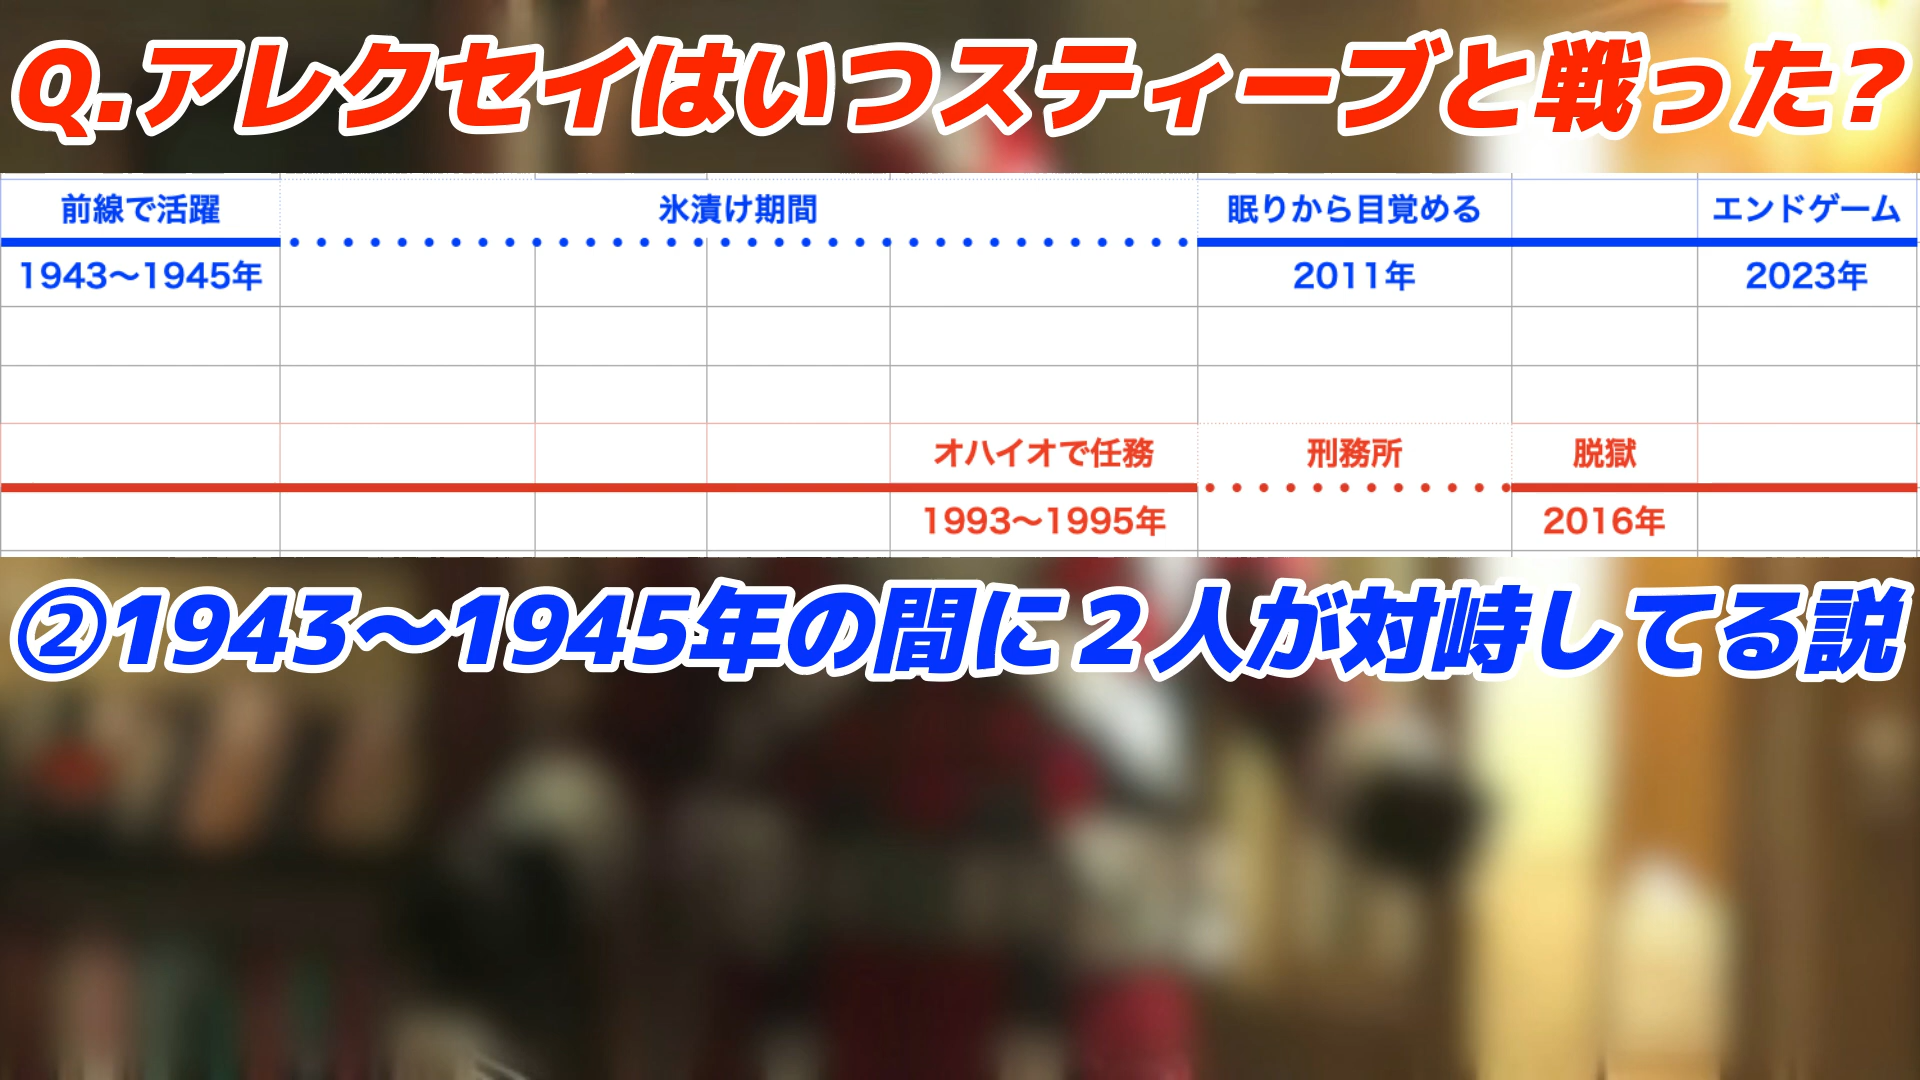 Q.アレクセイはいつスティーブと戦った?
前線で活躍 氷漬け期間 眠りから目覚める エンドゲーム
1943〜1945年 2011年 2023年
オハイオで任務 刑務所 脱獄
1993〜1995年 2016年
②1943〜1945年の間に２人が対峙してる説